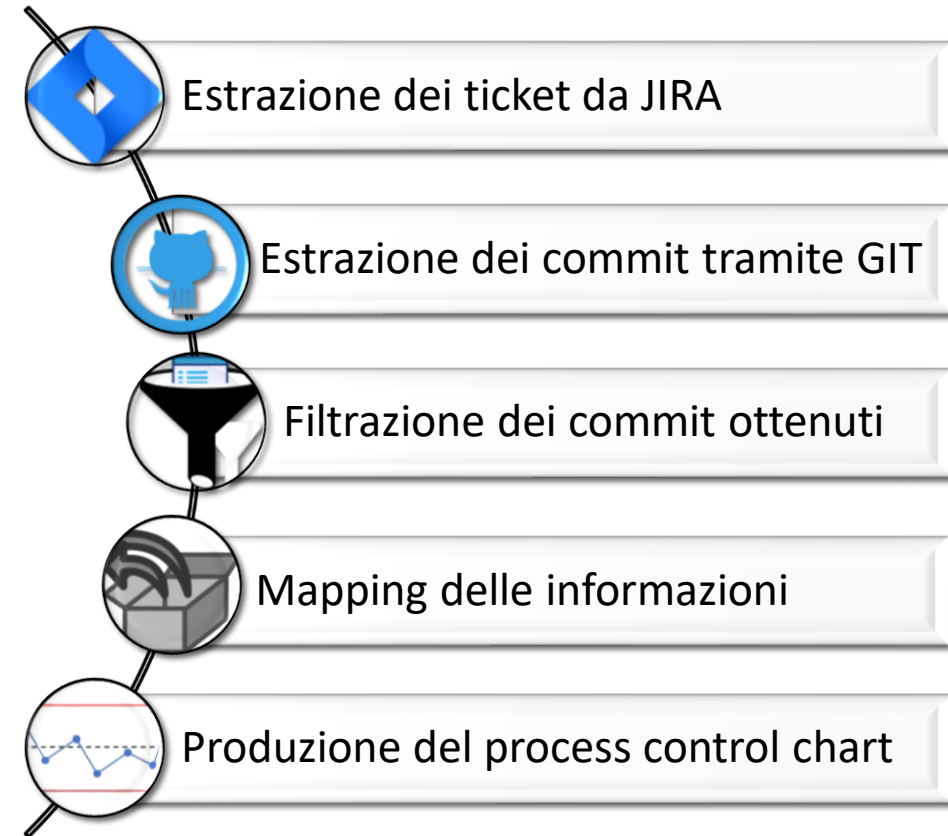 Estrazione dei ticket da JIRA
Estrazione dei commit tramite GIT
Filtrazione dei commit ottenuti
Mapping delle informazioni
Produzione del process control chart